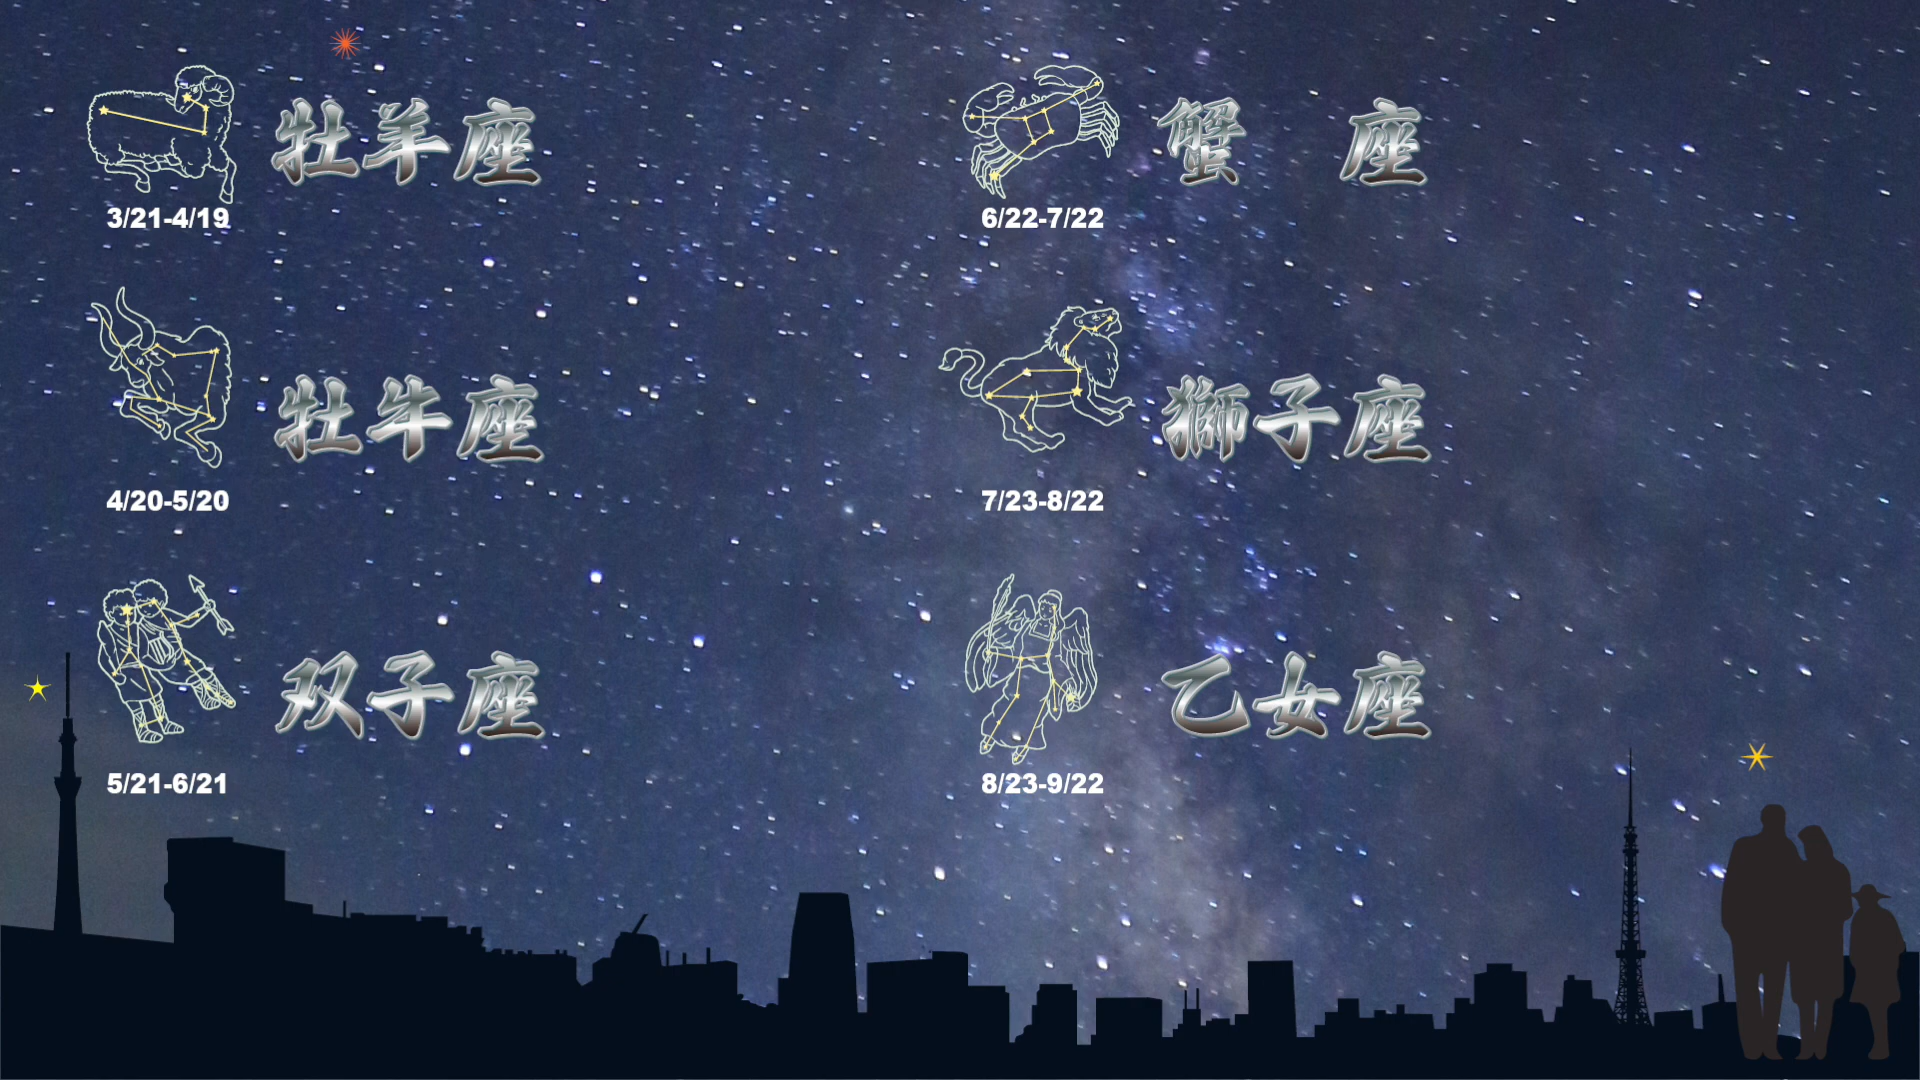 牡羊座
3/21-4/19
牡牛座
4/20-5/20
双子座
5/21-6/21
蟹　座
6/22-7/22
獅子座
7/23-8/22
乙女座
8/23-9/22